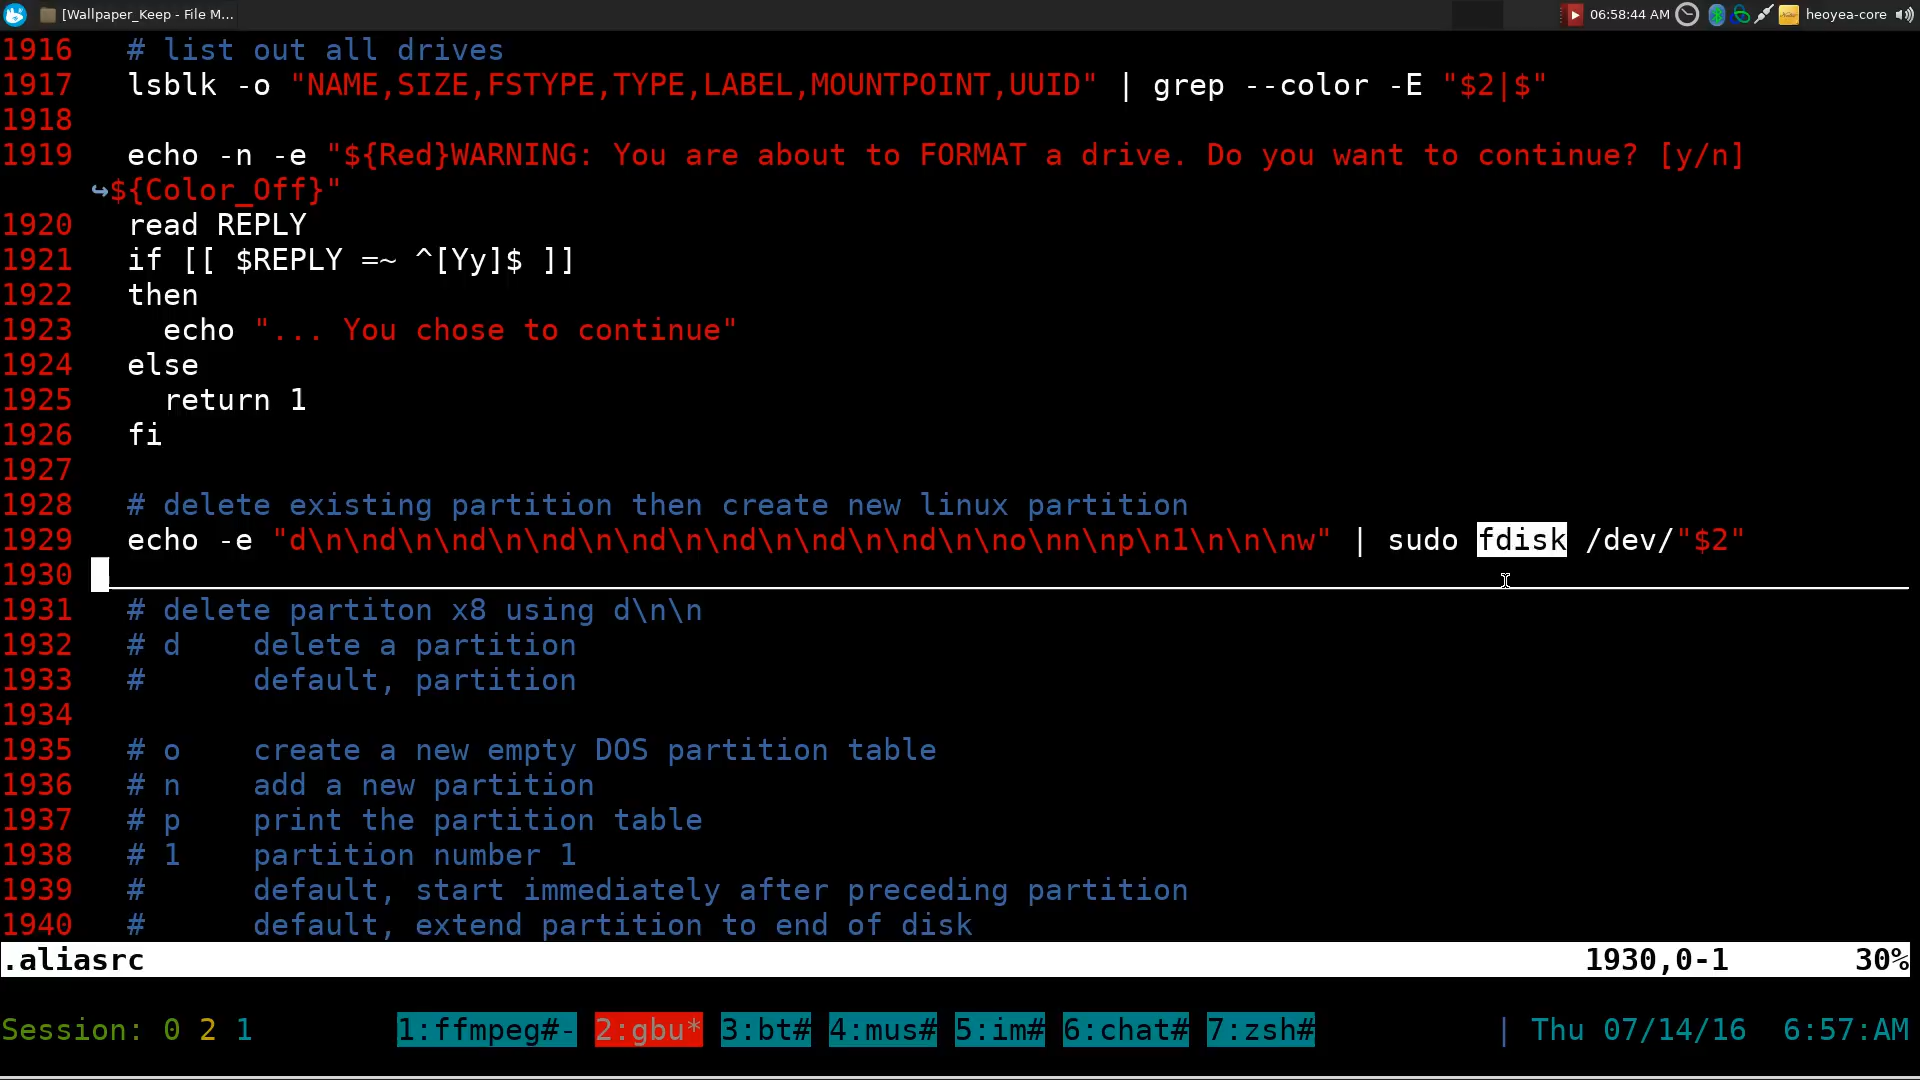 [Wallpaper_Keep - File M... 06:58:44 AM heoyea-core
1916 # list out all drives
1917 lsblk -o "NAME,SIZE,FSTYPE,TYPE,LABEL,MOUNTPOINT,UUID" | grep --color -E "$2|$"
1918
1919 echo -n -e "${Red}WARNING: You are about to FORMAT a drive. Do you want to continue? [y/n]
↪${Color_Off}"
1920 read REPLY
1921 if [[ $REPLY =~ ^[Yy]$ ]]
1922 then
1923 echo "... You chose to continue"
1924 else
1925 return 1
1926 fi
1927
1928 # delete existing partition then create new linux partition
1929 echo -e "d\n\nd\n\nd\n\nd\n\nd\n\nd\n\nd\n\nd\n\no\nn\np\n1\n\n\nw" | sudo fdisk /dev/"$2"
1930
1931 # delete partiton x8 using d\n\n
1932 # d delete a partition
1933 # default, partition
1934
1935 # o create a new empty DOS partition table
1936 # n add a new partition
1937 # p print the partition table
1938 # 1 partition number 1
1939 # default, start immediately after preceding partition
1940 # default, extend partition to end of disk
.aliasrc 1930,0-1 30%
Session: 0 2 1 1:ffmpeg#- 2:gbu* 3:bt# 4:mus# 5:im# 6:chat# 7:zsh# | Thu 07/14/16 6:57:AM